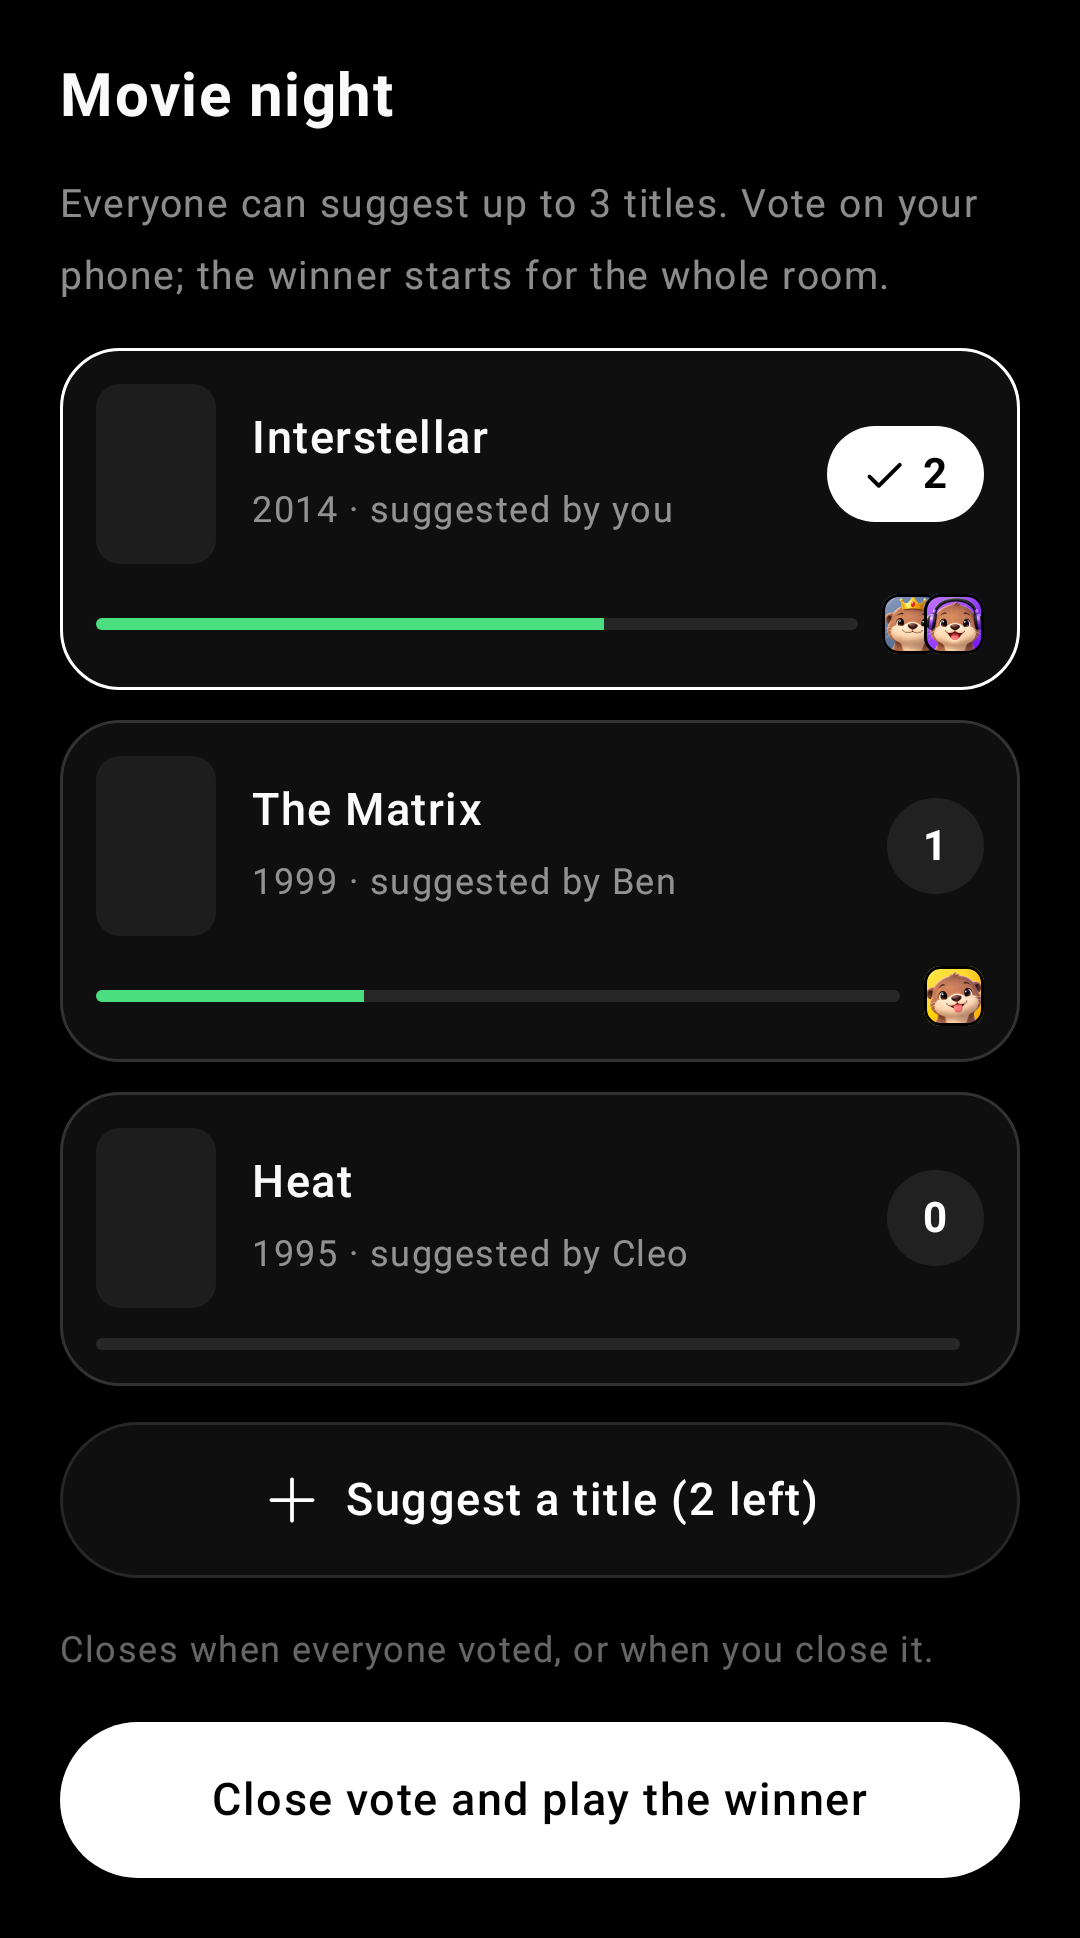 Movie night
Everyone can suggest up to 3 titles. Vote on your
phone; the winner starts for the whole room.
Interstellar
2014 · suggested by you
2
The Matrix
1999 · suggested by Ben
1
Heat
1995 · suggested by Cleo
0
Suggest a title (2 left)
Closes when everyone voted, or when you close it.
Close vote and play the winner